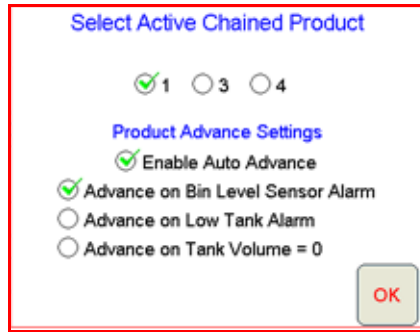 Select Active Chained Product
1 3 4
Product Advance Settings
Enable Auto Advance
Advance on Bin Level Sensor Alarm
Advance on Low Tank Alarm
Advance on Tank Volume = 0
OK